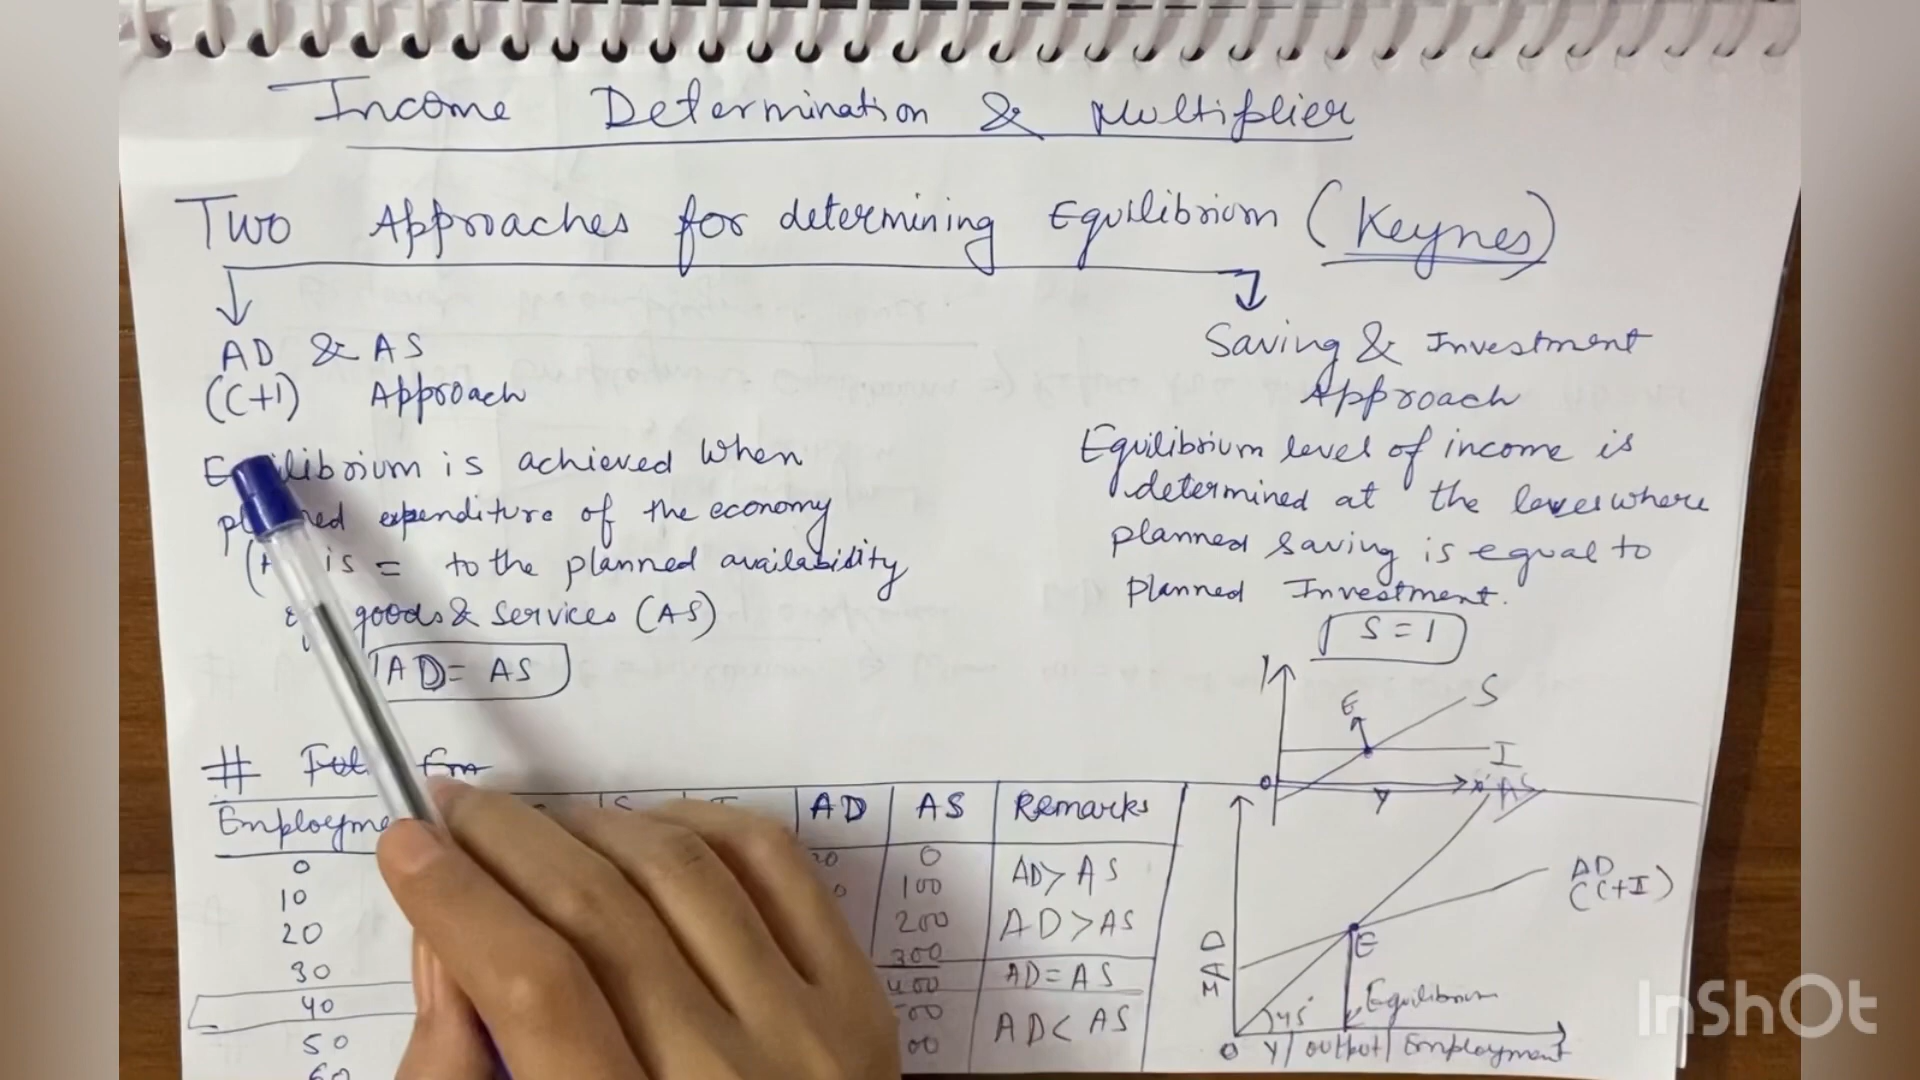 Income Determination & Multiplier
Two Approaches for determining Equilibrium (Keynes)
AD & AS
(C+I) Approach
Equilibrium is achieved when
planned expenditure of the economy
is = to the planned availability
of goods & services (AS)
AD = AS
Saving & Investment
Approach
Equilibrium level of income is
determined at the level where
planned saving is equal to
planned Investment.
S = I
Y
E
S
I
O
Y
X
#
AD AS Remarks
0 0 AD > AS
10 100
20 200 AD > AS
30 300
40 400 AD = AS
50 AD < AS
60
AS
AD
(C+I)
E
AD
45°
Equilibrium
O Y/output/Employment
InShOt